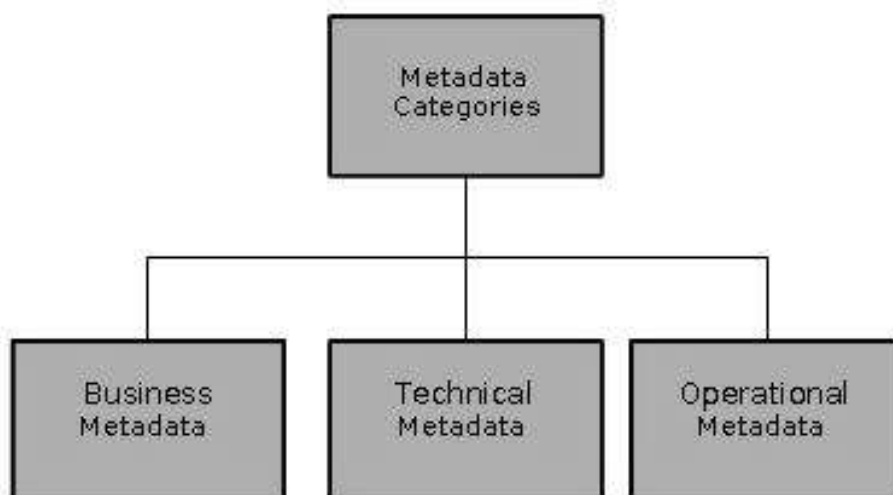 Metadata
Categories
Business
Metadata
Technical
Metadata
Operational
Metadata